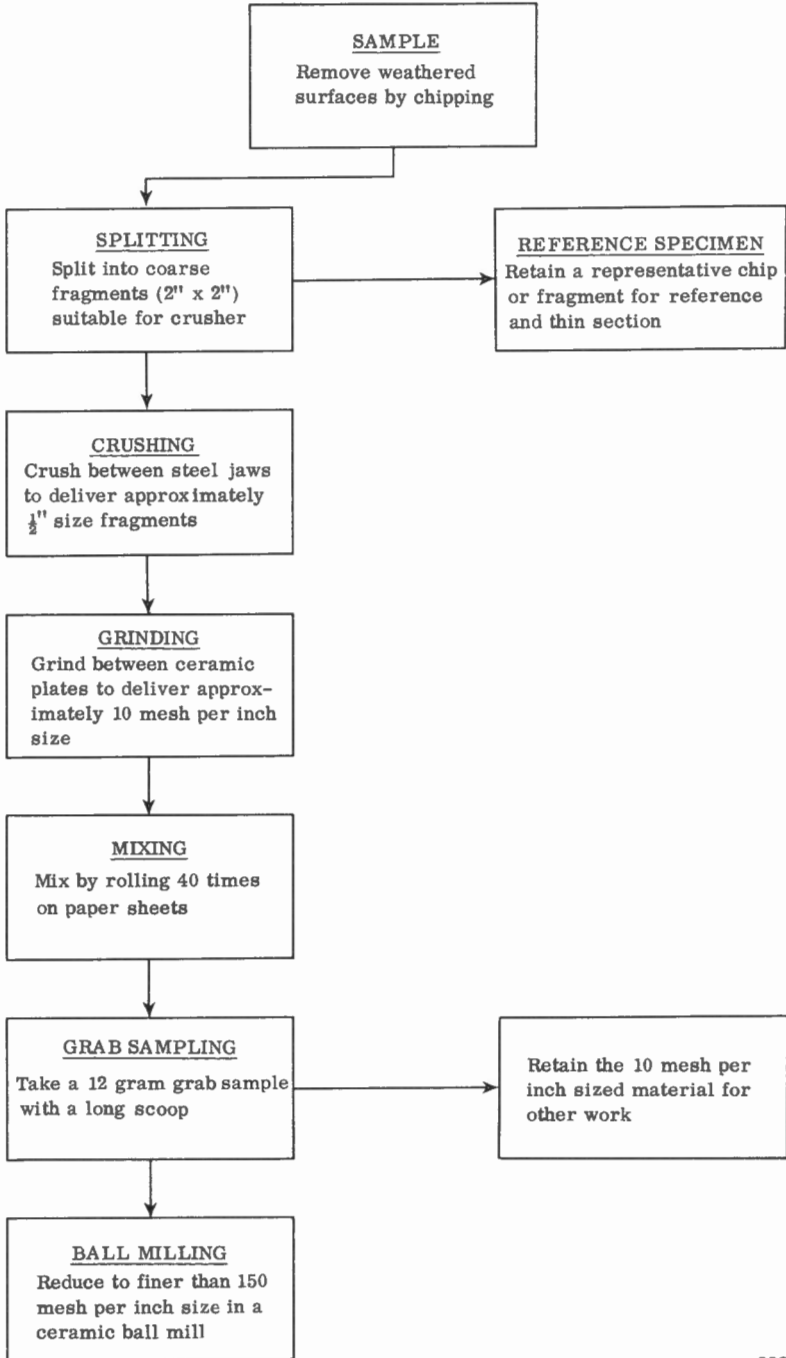 SAMPLE
Remove weathered
surfaces by chipping
SPLITTING
Split into coarse
fragments (2" x 2")
suitable for crusher
REFERENCE SPECIMEN
Retain a representative chip
or fragment for reference
and thin section
CRUSHING
Crush between steel jaws
to deliver approximately
½" size fragments
GRINDING
Grind between ceramic
plates to deliver approx-
imately 10 mesh per inch
size
MIXING
Mix by rolling 40 times
on paper sheets
GRAB SAMPLING
Take a 12 gram grab sample
with a long scoop
Retain the 10 mesh per
inch sized material for
other work
BALL MILLING
Reduce to finer than 150
mesh per inch size in a
ceramic ball mill